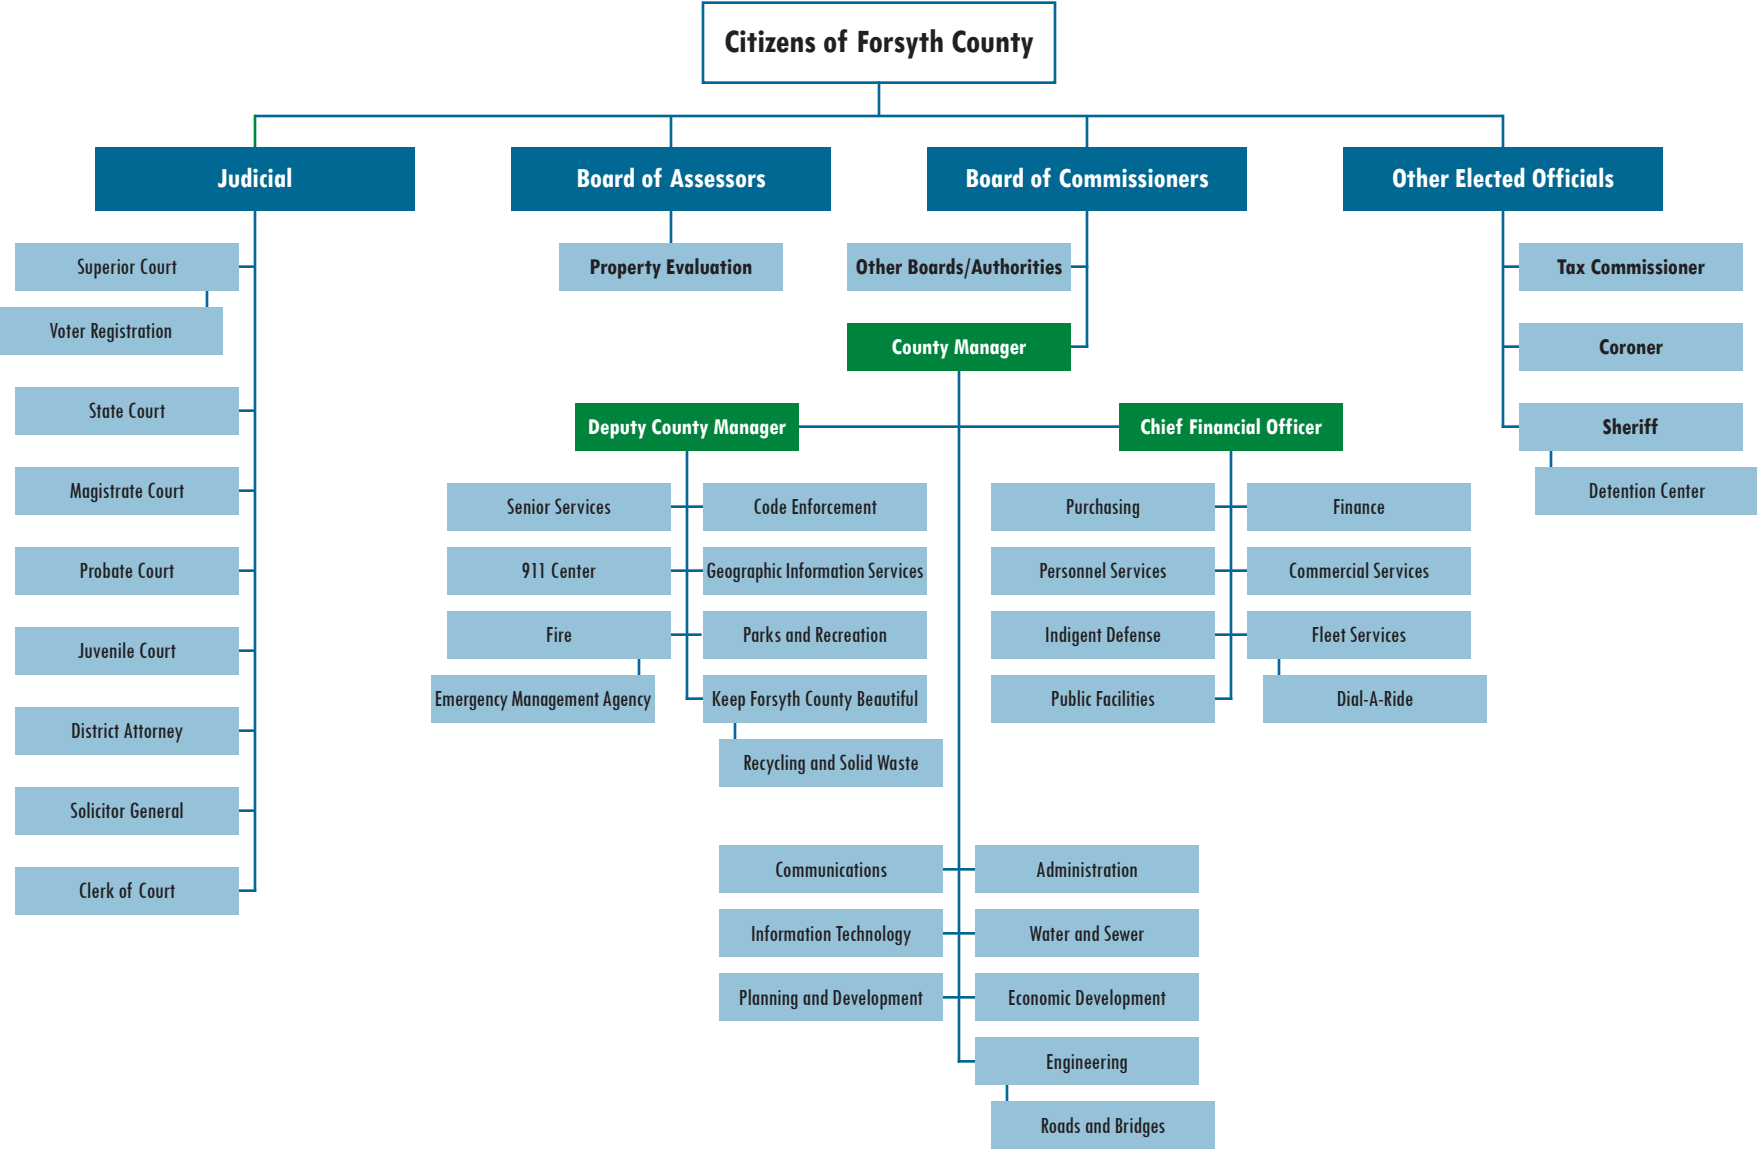 Citizens of Forsyth County
Judicial
Board of Assessors
Board of Commissioners
Other Elected Officials
Superior Court
Voter Registration
State Court
Magistrate Court
Probate Court
Juvenile Court
District Attorney
Solicitor General
Clerk of Court
Property Evaluation
Other Boards/Authorities
County Manager
Deputy County Manager
Chief Financial Officer
Senior Services
Code Enforcement
911 Center
Geographic Information Services
Fire
Parks and Recreation
Emergency Management Agency
Keep Forsyth County Beautiful
Recycling and Solid Waste
Purchasing
Finance
Personnel Services
Commercial Services
Indigent Defense
Fleet Services
Public Facilities
Dial-A-Ride
Communications
Administration
Information Technology
Water and Sewer
Planning and Development
Economic Development
Engineering
Roads and Bridges
Tax Commissioner
Coroner
Sheriff
Detention Center